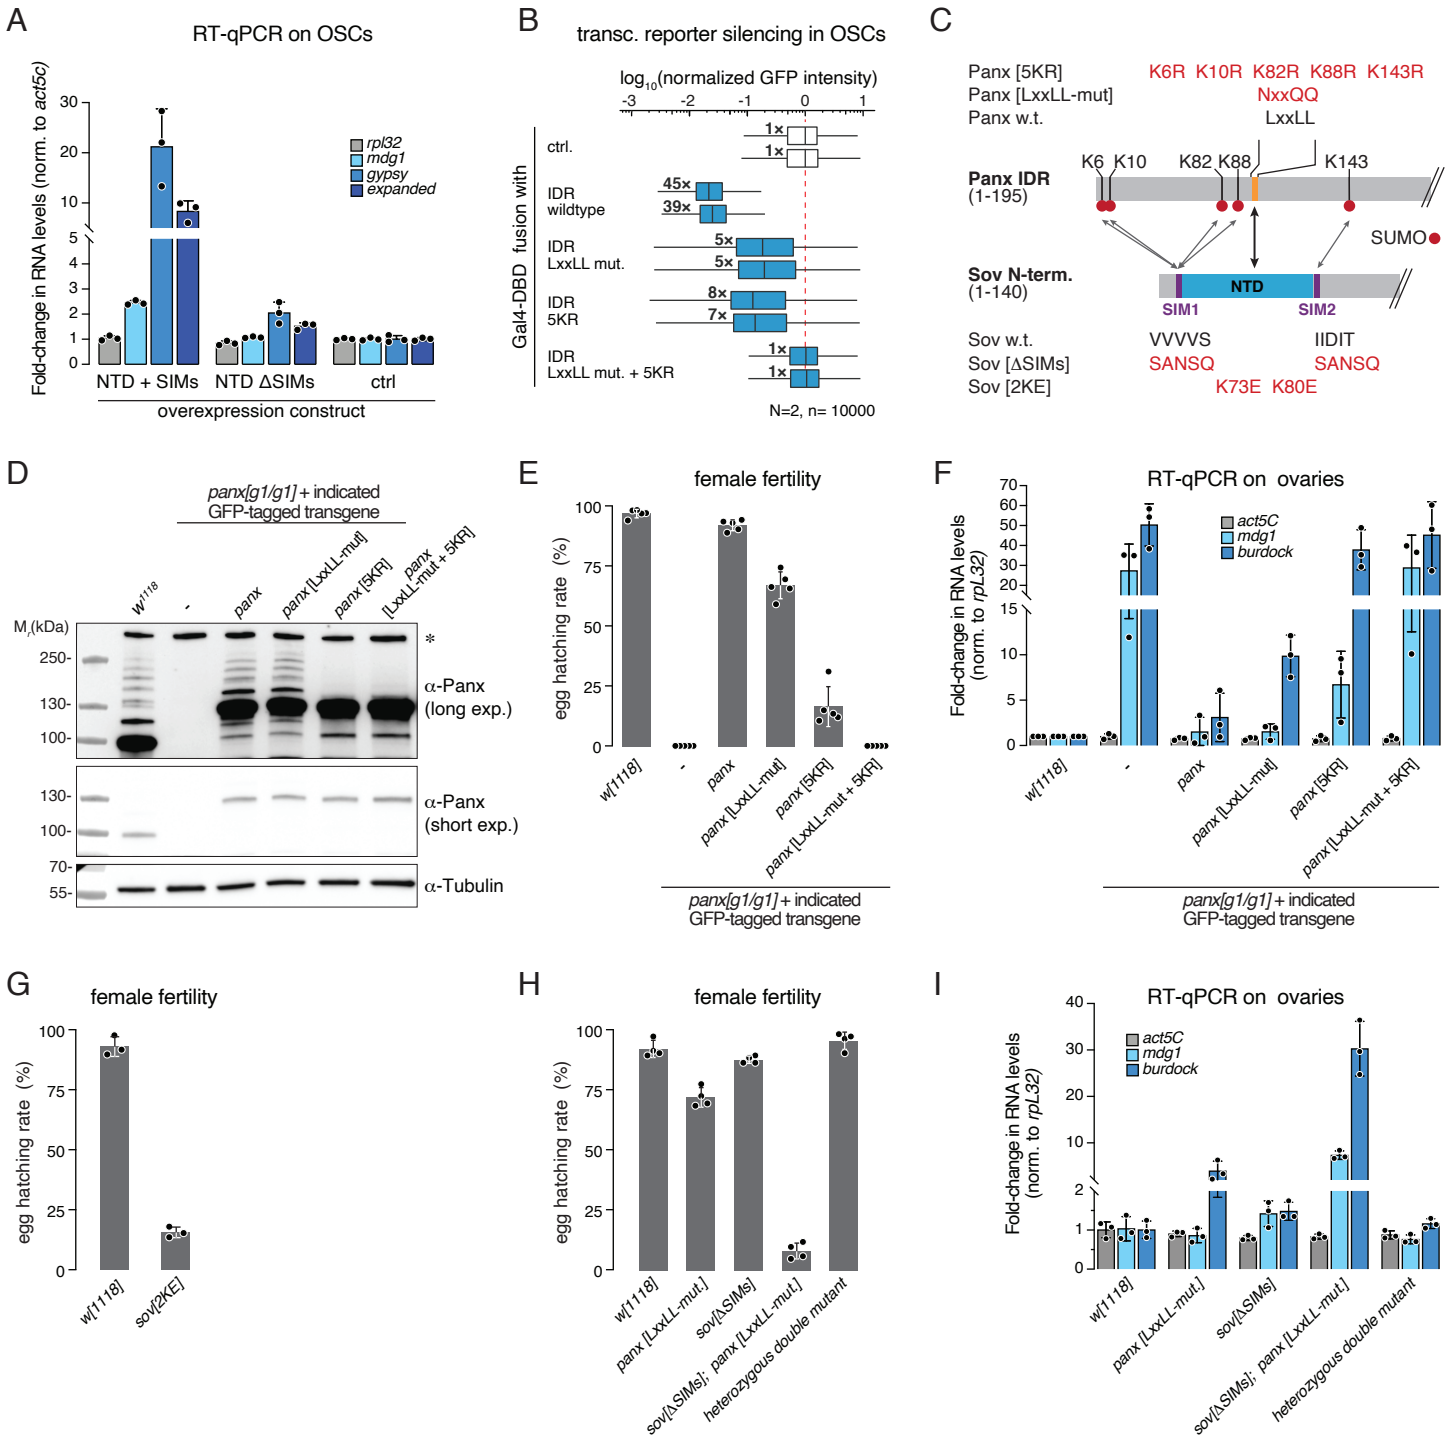 A
RT-qPCR on OSCs
Fold-change in RNA levels (norm. to act5c)
30
20
10
5
4
3
2
1
0
rpl32
mdg1
gypsy
expanded
NTD + SIMs
NTD ΔSIMs
ctrl
overexpression construct
B
transc. reporter silencing in OSCs
log10(normalized GFP intensity)
-3 -2 -1 0 1
Gal4-DBD fusion with
ctrl.
1×
1×
IDR
wildtype
45×
39×
IDR
LxxLL mut.
5×
5×
IDR
5KR
8×
7×
IDR
LxxLL mut. + 5KR
1×
1×
N=2, n= 10000
C
Panx [5KR] K6R K10R K82R K88R K143R
Panx [LxxLL-mut] NxxQQ
Panx w.t. LxxLL
K6 K10 K82 K88 K143
Panx IDR
(1-195)
SUMO
Sov N-term.
(1-140)
NTD
SIM1 SIM2
Sov w.t. VVVVS IIDIT
Sov [ΔSIMs] SANSQ SANSQ
Sov [2KE] K73E K80E
D
panx[g1/g1] + indicated
GFP-tagged transgene
w1118
-
panx
panx [LxxLL-mut]
panx [5KR]
panx
[LxxLL-mut + 5KR]
Mr(kDa)
250-
130-
100-
*
α-Panx
(long exp.)
130-
100-
α-Panx
(short exp.)
70-
55-
α-Tubulin
E
female fertility
egg hatching rate (%)
100
75
50
25
0
w[1118]
-
panx
panx [LxxLL-mut]
panx [5KR]
panx [LxxLL-mut + 5KR]
panx[g1/g1] + indicated
GFP-tagged transgene
F
RT-qPCR on ovaries
Fold-change in RNA levels
(norm. to rpL32)
70
60
50
40
30
20
15
10
5
0
act5C
mdg1
burdock
w[1118]
-
panx
panx [LxxLL-mut]
panx [5KR]
panx [LxxLL-mut + 5KR]
panx[g1/g1] + indicated
GFP-tagged transgene
G
female fertility
egg hatching rate (%)
100
75
50
25
0
w[1118]
sov[2KE]
H
female fertility
egg hatching rate (%)
100
75
50
25
0
w[1118]
panx [LxxLL-mut.]
sov[ΔSIMs]
sov[ΔSIMs]; panx [LxxLL-mut.]
heterozygous double mutant
I
RT-qPCR on ovaries
Fold-change in RNA levels
(norm. to rpL32)
40
30
20
10
2
1
0
act5C
mdg1
burdock
w[1118]
panx [LxxLL-mut.]
sov[ΔSIMs]
sov[ΔSIMs]; panx [LxxLL-mut.]
heterozygous double mutant